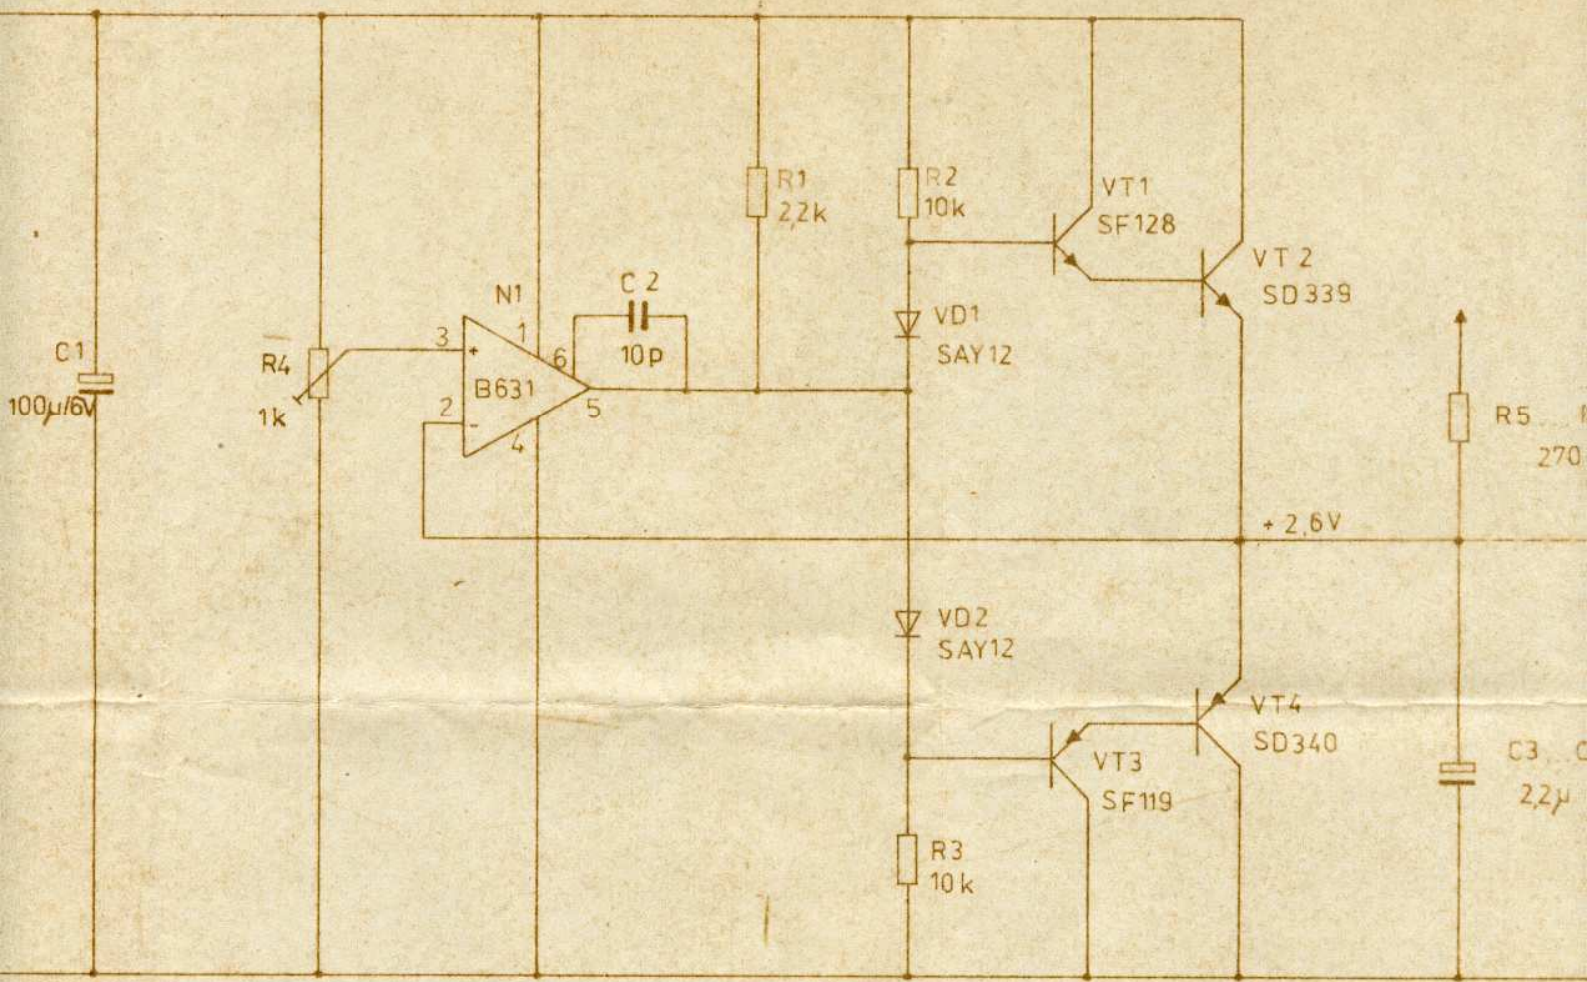 C1
100µ/6V
R4
1k
N1
3
+
1
6
B631
2
-
4
5
C2
10p
R1
2,2k
R2
10k
VD1
SAY12
VT1
SF128
VT2
SD339
+ 2,6V
R5...
270
VD2
SAY12
VT3
SF119
VT4
SD340
R3
10k
C3...C
2,2µ